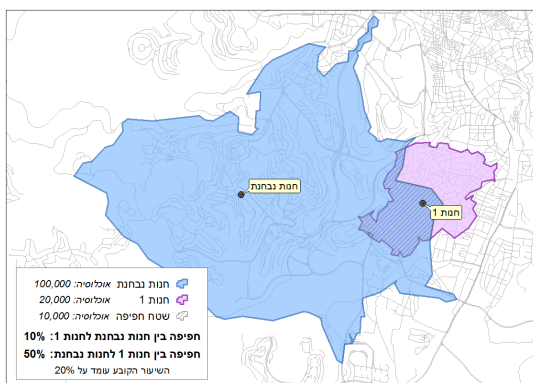 חנות נבחנת
חנות 1
חנות נבחנת אוכלוסיה: 100,000
חנות 1 אוכלוסיה: 20,000
שטח חפיפה אוכלוסיה: 10,000
חפיפה בין חנות נבחנת לחנות 1: 10%
חפיפה בין חנות 1 לחנות נבחנת: 50%
השיעור הקובע עומד על 20%